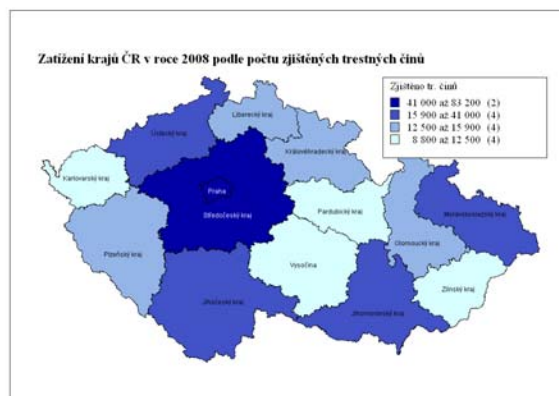 Zatížení krajů ČR v roce 2008 podle počtu zjištěných trestných činů
Zjištěno tr. činů
41 000 až 83 200 (2)
15 900 až 41 000 (4)
12 500 až 15 900 (4)
8 800 až 12 500 (4)
Liberecký kraj
Ústecký kraj
Královéhradecký kraj
Karlovarský kraj
Praha
Středočeský kraj
Pardubický kraj
Moravskoslezský kraj
Plzeňský kraj
Olomoucký kraj
Vysočina
Zlínský kraj
Jihočeský kraj
Jihomoravský kraj